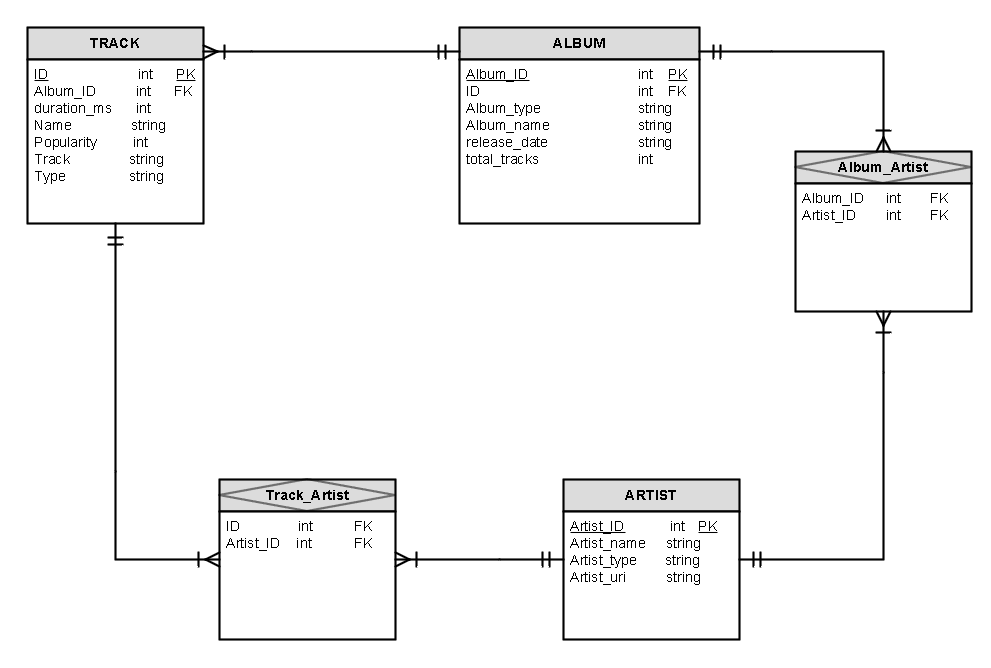 TRACK
ID int PK
Album_ID int FK
duration_ms int
Name string
Popularity int
Track string
Type string
ALBUM
Album_ID int PK
ID int FK
Album_type string
Album_name string
release_date string
total_tracks int
Album_Artist
Album_ID int FK
Artist_ID int FK
Track_Artist
ID int FK
Artist_ID int FK
ARTIST
Artist_ID int PK
Artist_name string
Artist_type string
Artist_uri string